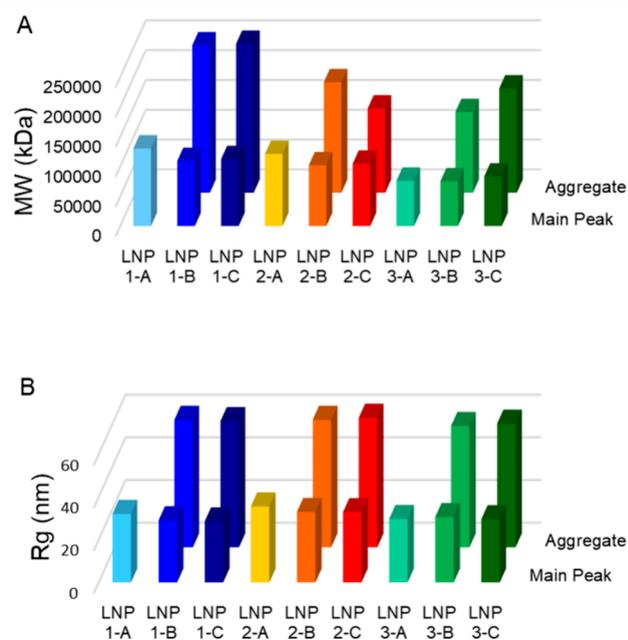 A
MW (kDa)
250000
200000
150000
100000
50000
0
Aggregate
Main Peak
LNP LNP LNP LNP LNP LNP LNP LNP LNP
1-A 1-B 1-C 2-A 2-B 2-C 3-A 3-B 3-C
B
Rg (nm)
60
40
20
0
Aggregate
Main Peak
LNP LNP LNP LNP LNP LNP LNP LNP LNP
1-A 1-B 1-C 2-A 2-B 2-C 3-A 3-B 3-C